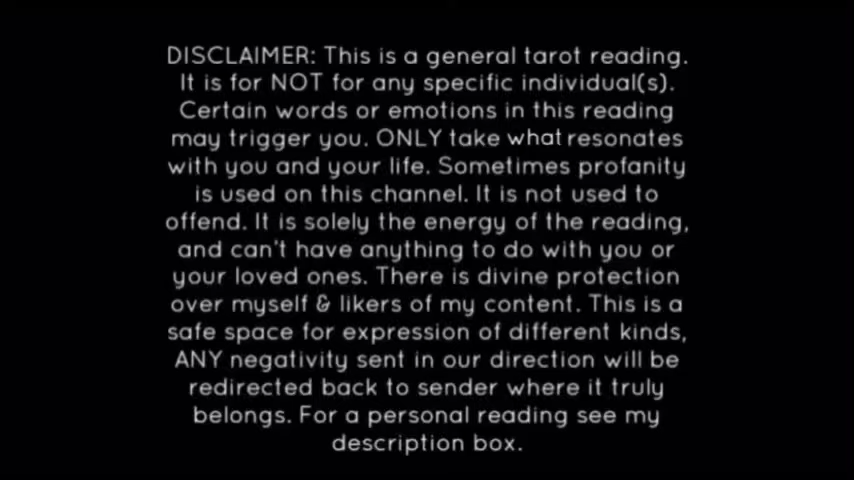 DISCLAIMER: This is a general tarot reading.
It is for NOT for any specific individual(s).
Certain words or emotions in this reading
may trigger you. ONLY take what resonates
with you and your life. Sometimes profanity
is used on this channel. It is not used to
offend. It is solely the energy of the reading,
and can't have anything to do with you or
your loved ones. There is divine protection
over myself & likers of my content. This is a
safe space for expression of different kinds,
ANY negativity sent in our direction will be
redirected back to sender where it truly
belongs. For a personal reading see my
description box.